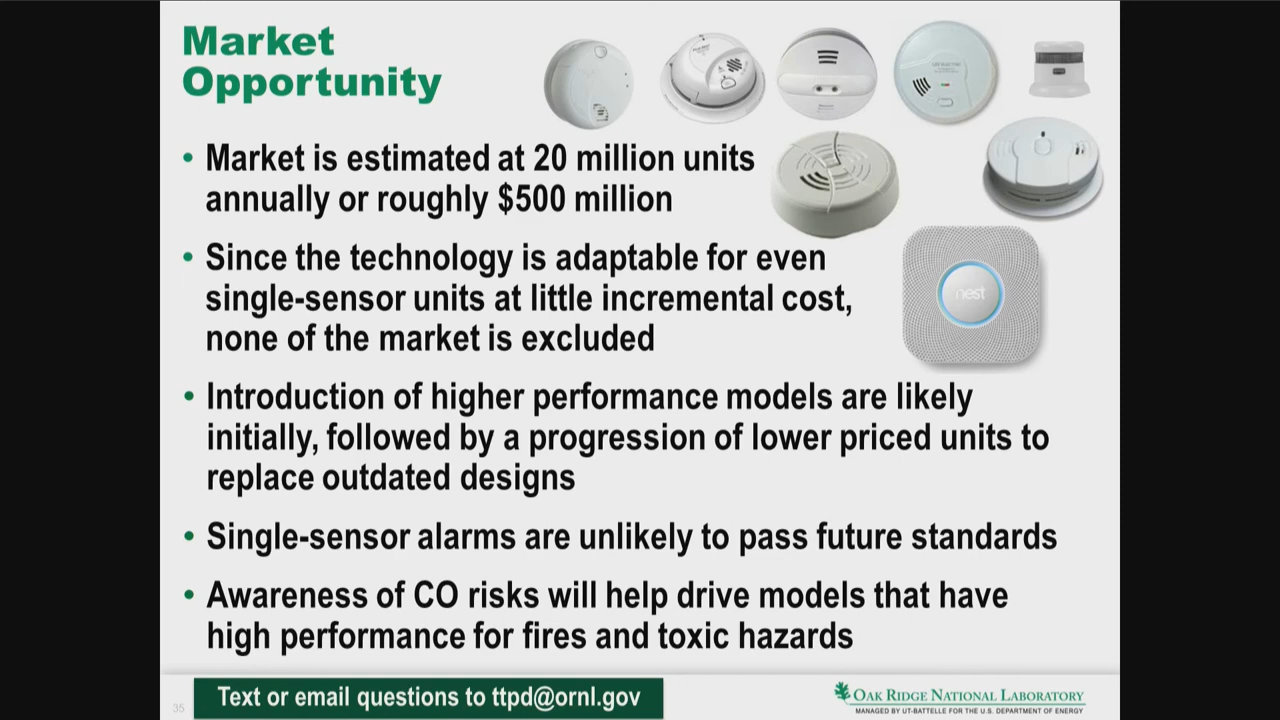 Market
Opportunity
• Market is estimated at 20 million units
annually or roughly $500 million
• Since the technology is adaptable for even
single-sensor units at little incremental cost,
none of the market is excluded
nest
• Introduction of higher performance models are likely
initially, followed by a progression of lower priced units to
replace outdated designs
• Single-sensor alarms are unlikely to pass future standards
• Awareness of CO risks will help drive models that have
high performance for fires and toxic hazards
35
Text or email questions to ttpd@ornl.gov
OAK RIDGE NATIONAL LABORATORY
MANAGED BY UT-BATTELLE FOR THE U.S. DEPARTMENT OF ENERGY